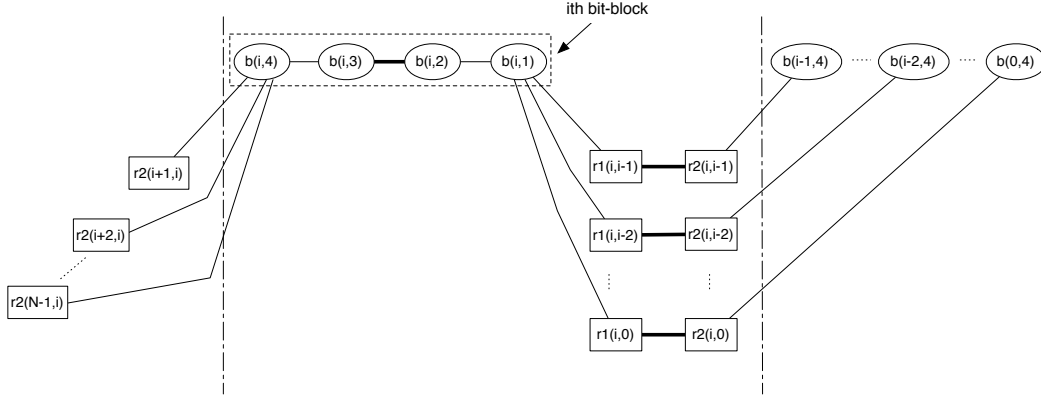 ith bit-block
b(i,4) b(i,3) b(i,2) b(i,1) b(i-1,4) b(i-2,4) b(0,4)
r2(i+1,i) r1(i,i-1) r2(i,i-1)
r2(i+2,i) r1(i,i-2) r2(i,i-2)
r2(N-1,i)
r1(i,0) r2(i,0)